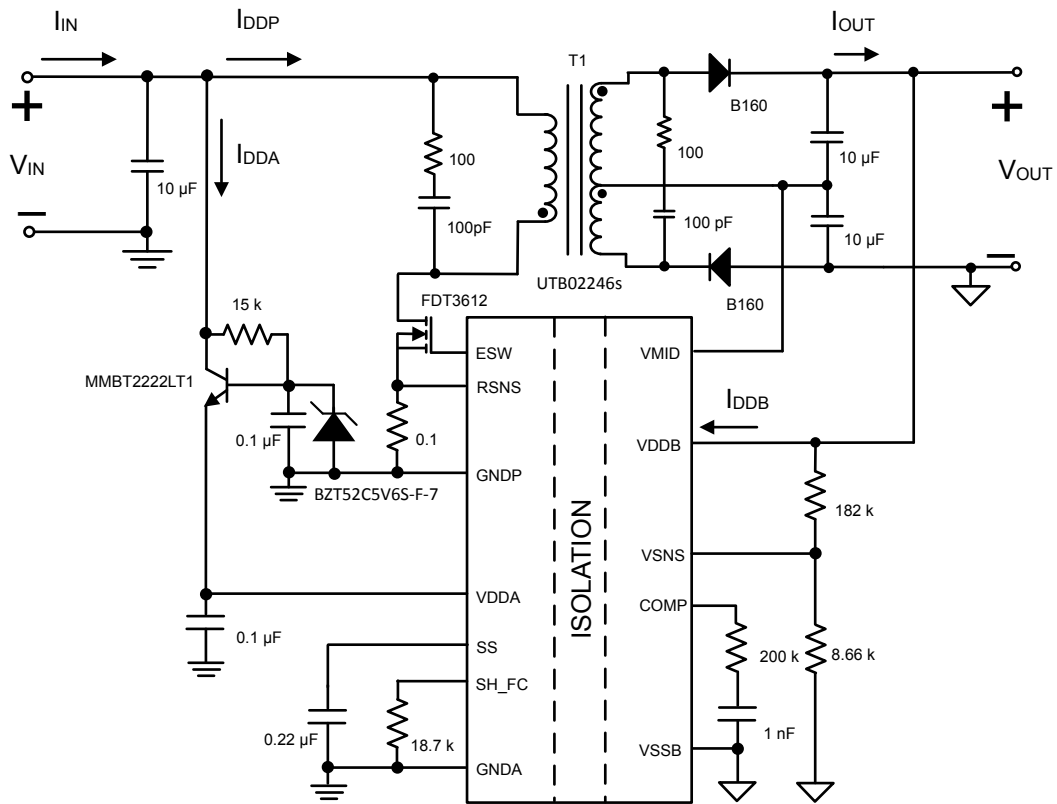 IIN
IDDP
IOUT
T1
B160
+
+
IDDA
100
100
10 µF
VIN
10 µF
VOUT
100pF
100 pF
10 µF
UTB02246s
B160
FDT3612
15 k
ESW
VMID
MMBT2222LT1
RSNS
IDDB
0.1 µF
0.1
VDDB
GNDP
BZT52C5V6S-F-7
182 k
ISOLATION
VSNS
VDDA
COMP
0.1 µF
SS
200 k
8.66 k
SH_FC
0.22 µF
18.7 k
1 nF
VSSB
GNDA